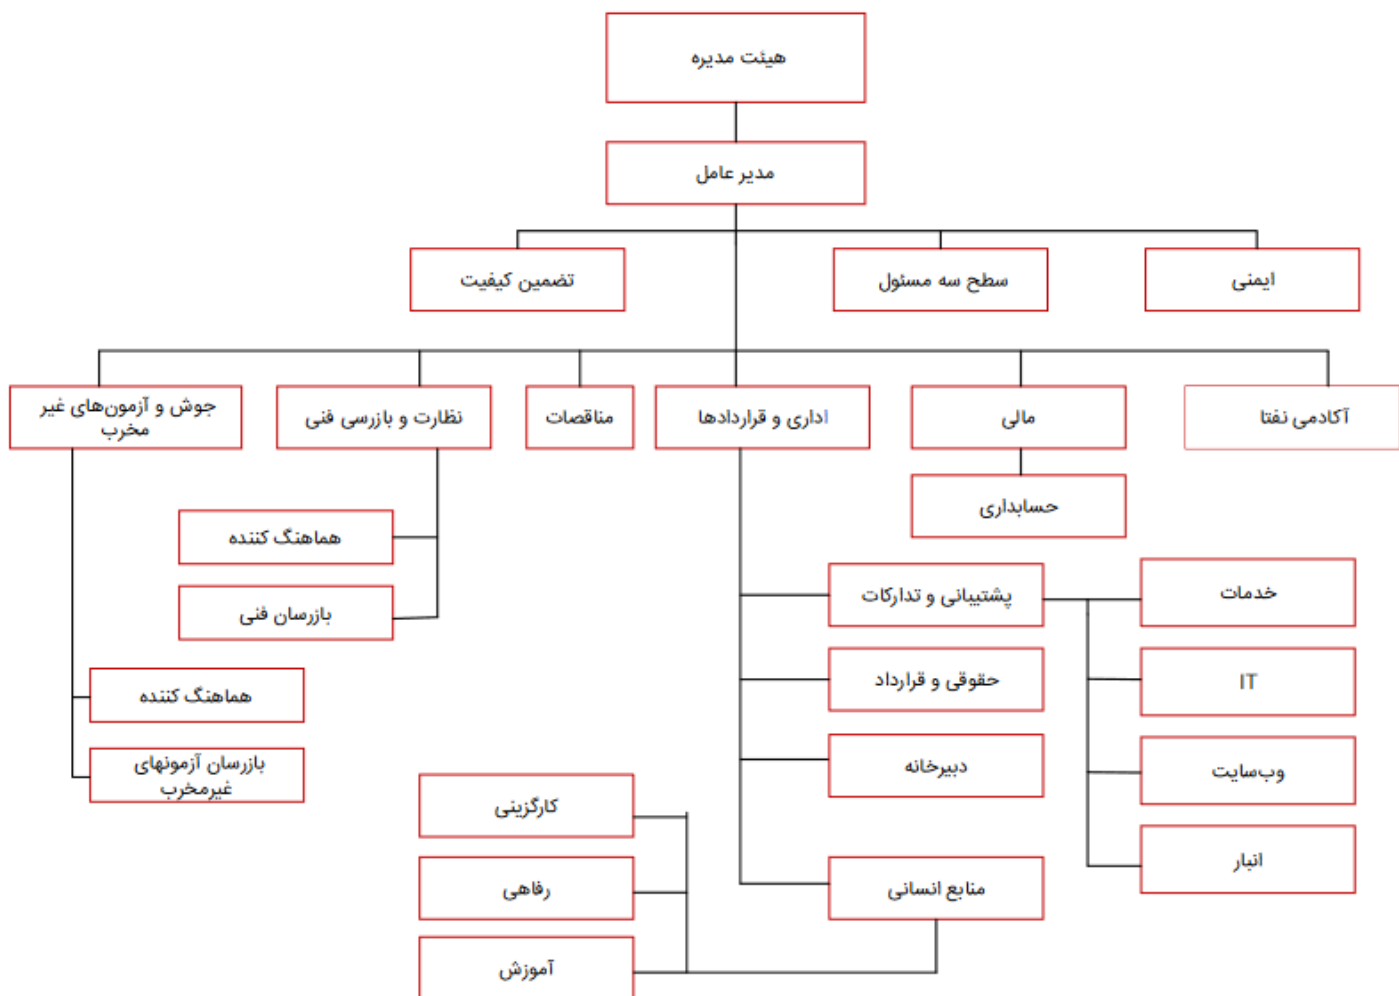 هیئت مدیره
مدیر عامل
ایمنی
سطح سه مسئول
تضمین کیفیت
آکادمی نفتا
مالی
اداری و قراردادها
مناقصات
نظارت و بازرسی فنی
جوش و آزمون‌های غیر
مخرب
حسابداری
هماهنگ کننده
بازرسان فنی
هماهنگ کننده
بازرسان آزمونهای
غیرمخرب
پشتیبانی و تدارکات
حقوقی و قرارداد
دبیرخانه
منابع انسانی
خدمات
IT
وب‌سایت
انبار
کارگزینی
رفاهی
آموزش